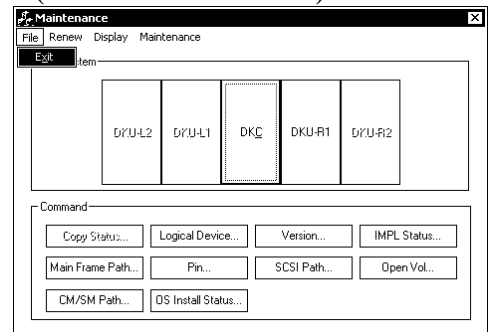 Maintenance
File Renew Display Maintenance
Exit
tem
DKU-L2 DKU-L1 DKC DKU-R1 DKU-R2
Command
Copy Status... Logical Device... Version... IMPL Status...
Main Frame Path... Pin... SCSI Path... Open Vol...
CM/SM Path... OS Install Status...